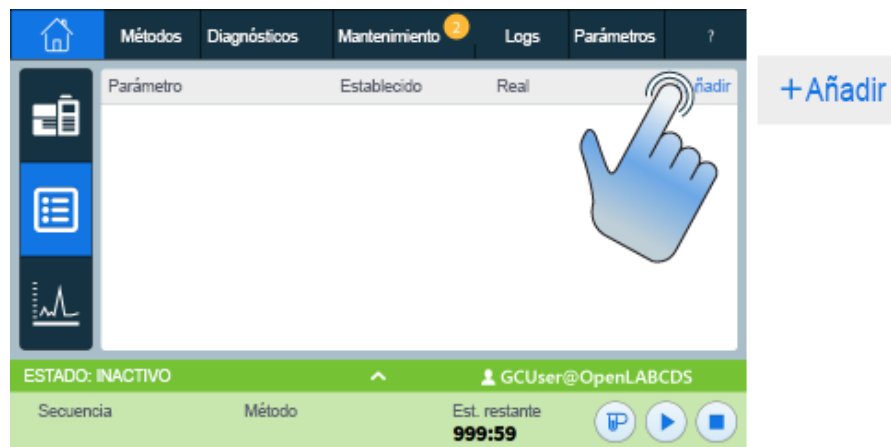 Métodos Diagnósticos Mantenimiento 2 Logs Parámetros ?
Parámetro Establecido Real ñadir
+Añadir
ESTADO: INACTIVO GCUser@OpenLABCDS
Secuencia Método Est. restante
999:59